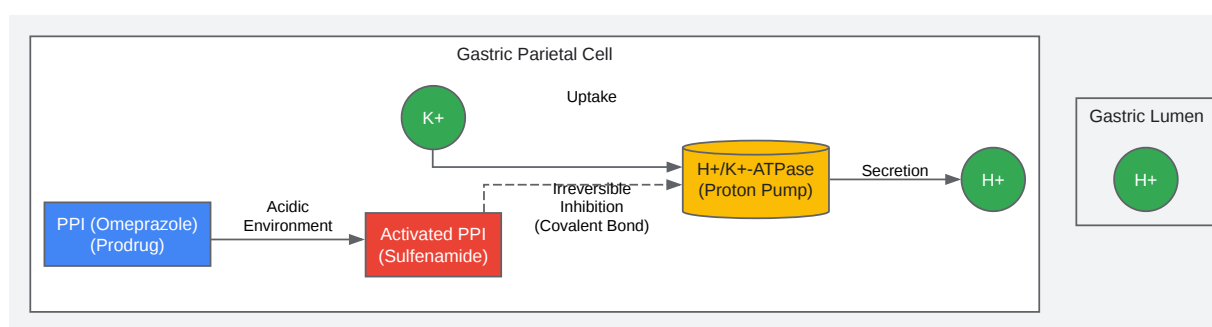 Gastric Parietal Cell
Uptake
K+
Gastric Lumen
H+/K+-ATPase
(Proton Pump)
Secretion
H+
H+
Irreversible
Inhibition
(Covalent Bond)
Acidic
Environment
PPI (Omeprazole)
(Prodrug)
Activated PPI
(Sulfenamide)